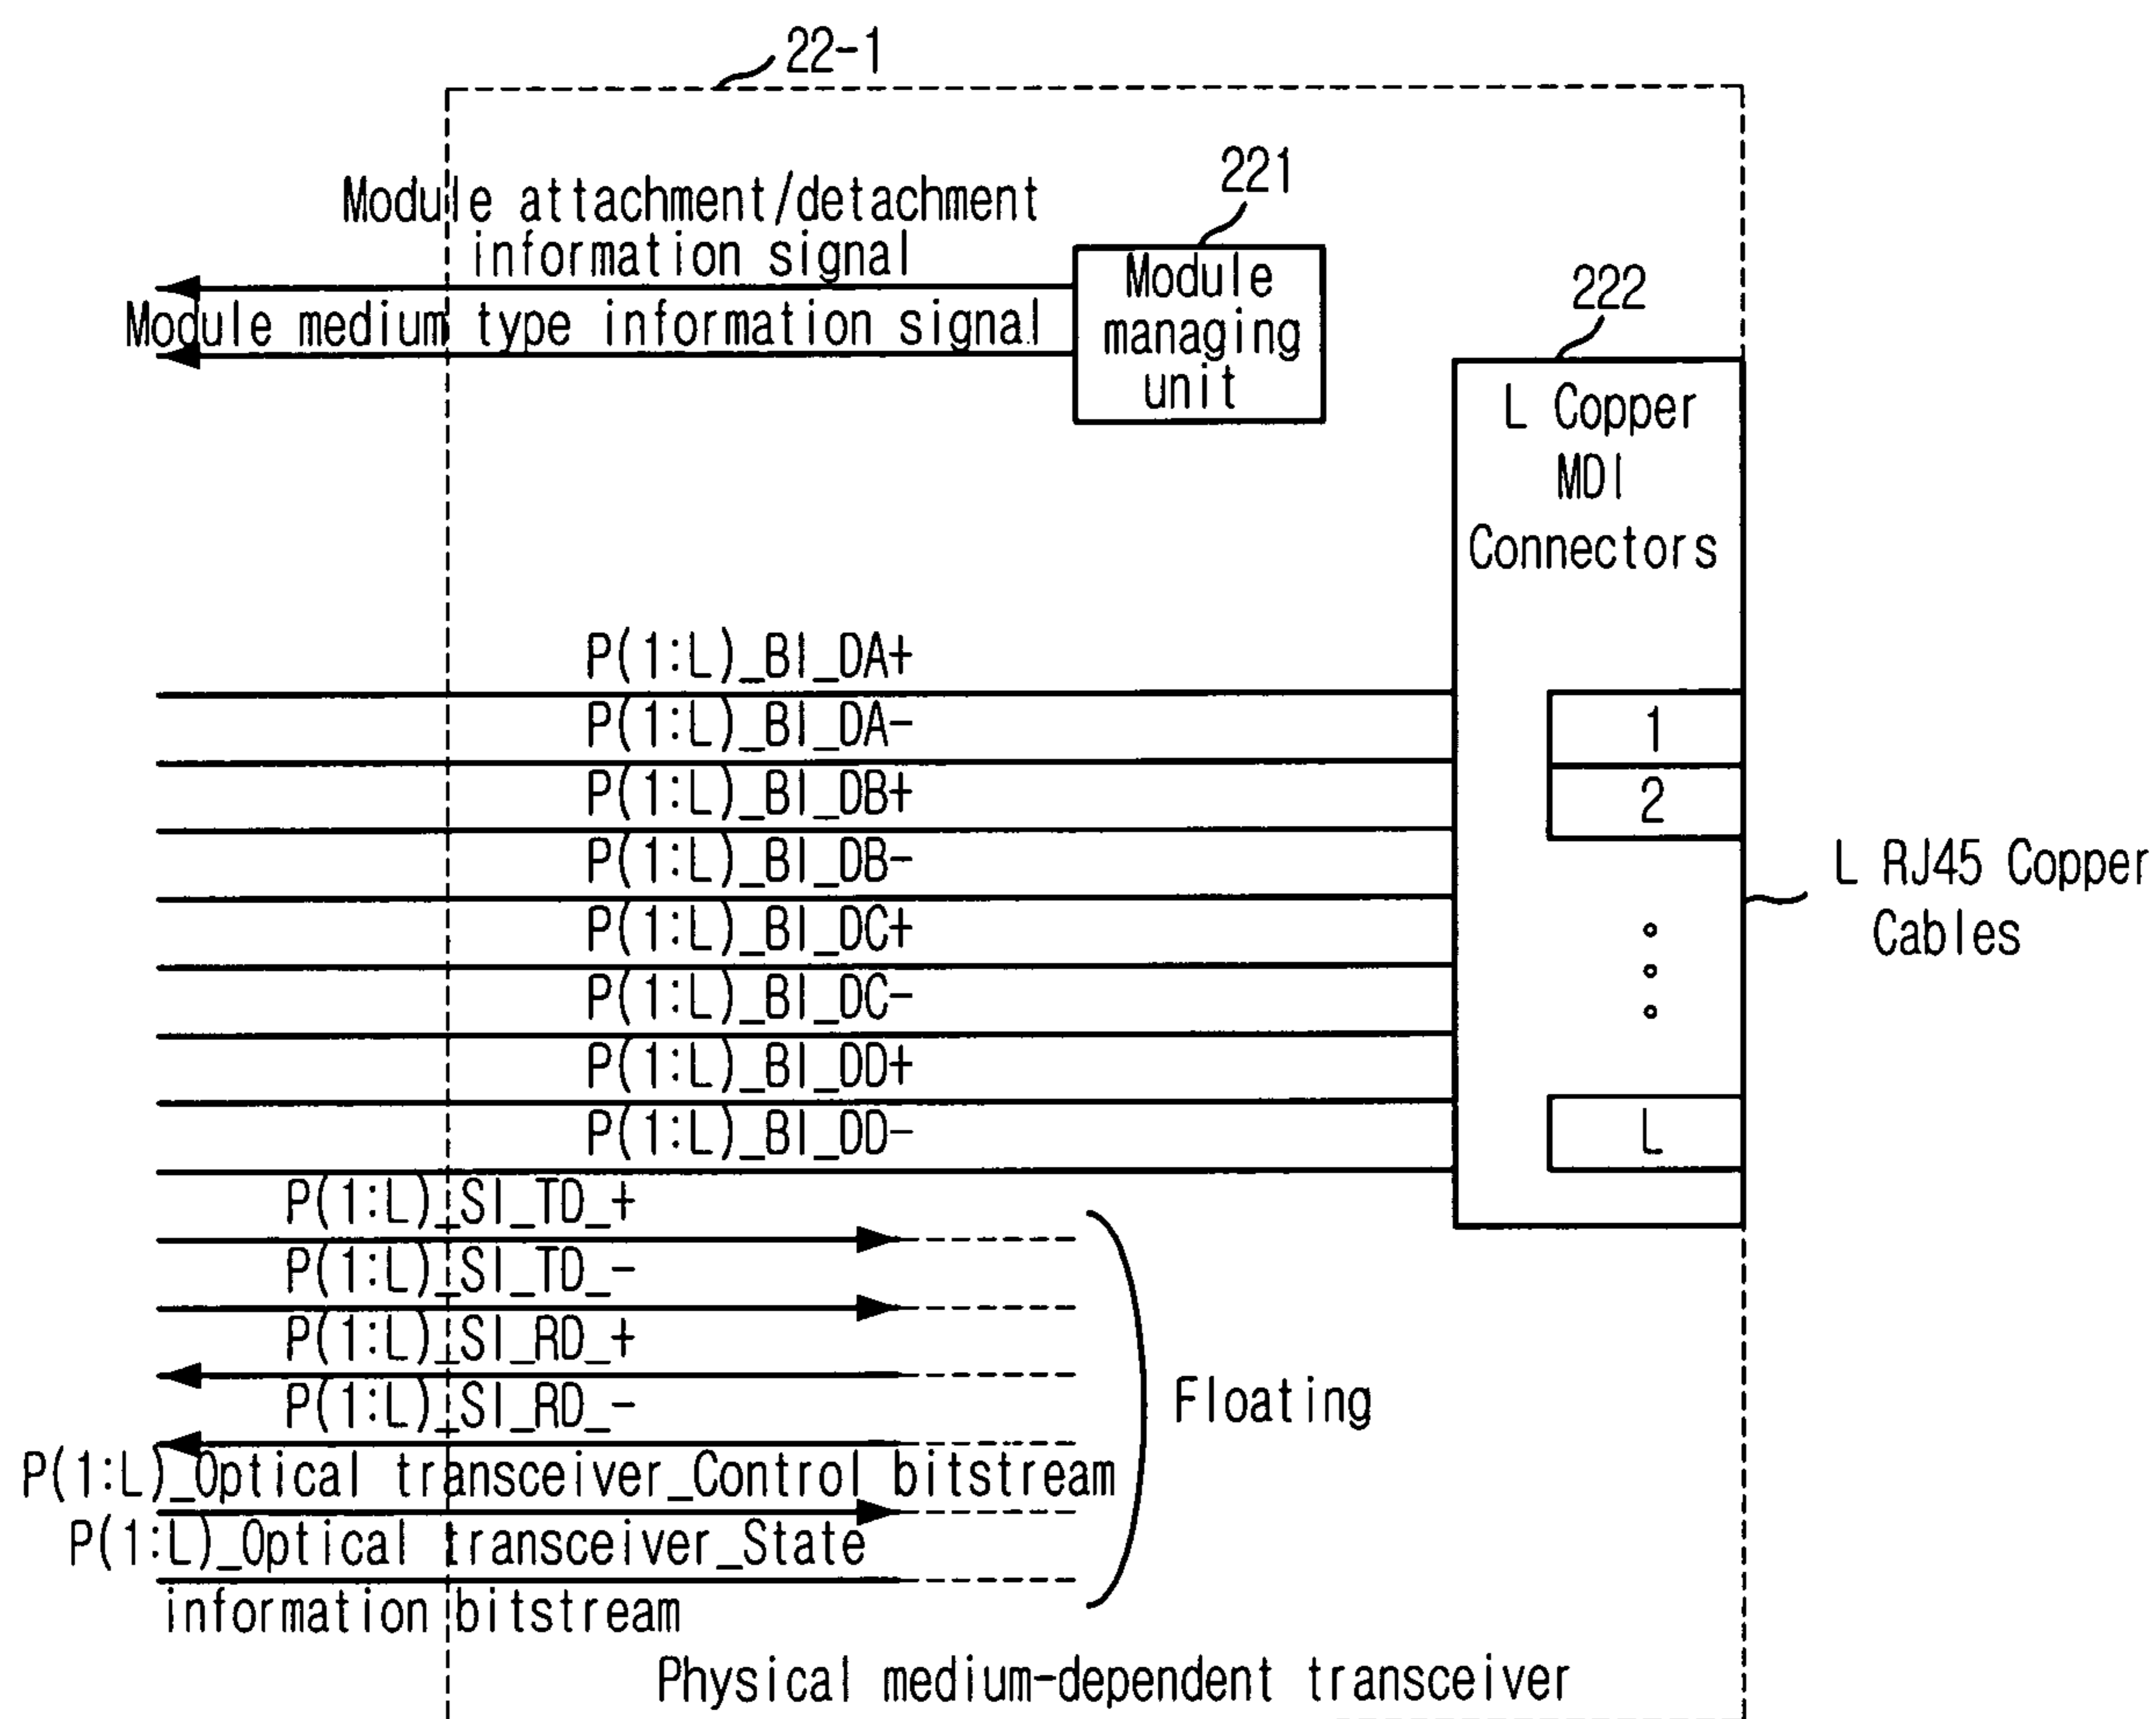 22-1
221
Module attachment/detachment
information signal
Module medium type information signal
Module
managing
unit
222
L Copper
MDI
Connectors
P(1:L)_BI_DA+
P(1:L)_BI_DA-
P(1:L)_BI_DB+
P(1:L)_BI_DB-
P(1:L)_BI_DC+
P(1:L)_BI_DC-
P(1:L)_BI_DD+
P(1:L)_BI_DD-
1
2
L
L RJ45 Copper
Cables
P(1:L)_SI_TD_+
P(1:L)_SI_TD_-
P(1:L)_SI_RD_+
P(1:L)_SI_RD_-
P(1:L)_Optical transceiver_Control bitstream
P(1:L)_Optical transceiver_State
information bitstream
Floating
Physical medium-dependent transceiver